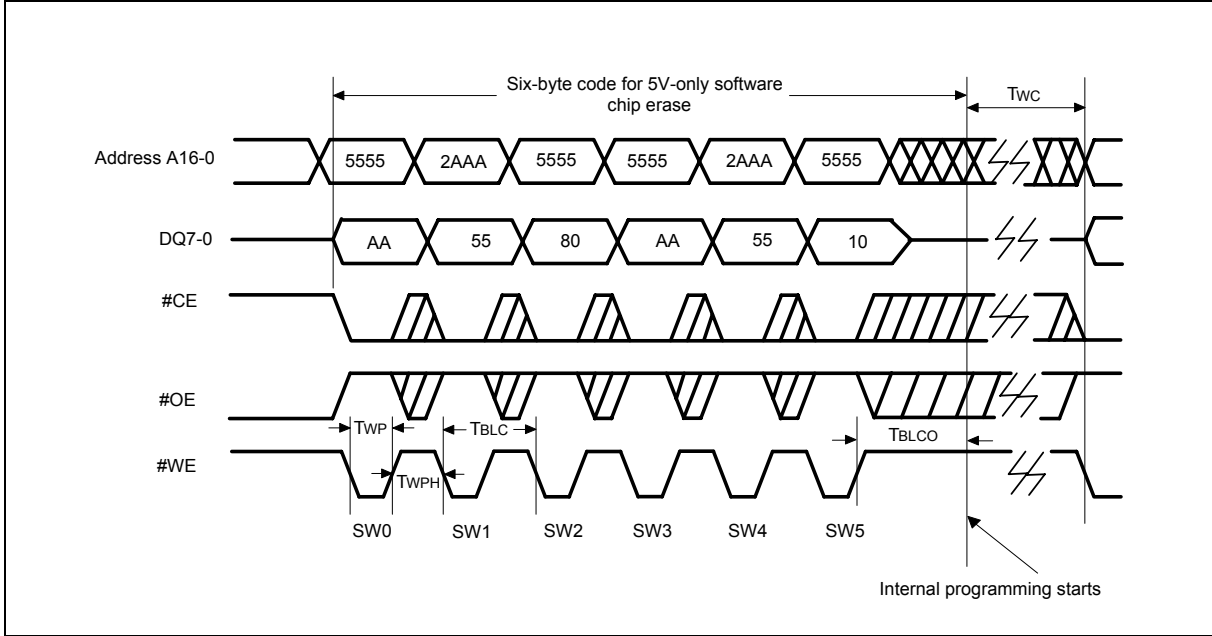 Six-byte code for 5V-only software
chip erase
TWC
Address A16-0
5555
2AAA
5555
5555
2AAA
5555
DQ7-0
AA
55
80
AA
55
10
#CE
#OE
TWP
TBLC
TBLCO
#WE
TWPH
SW0
SW1
SW2
SW3
SW4
SW5
Internal programming starts